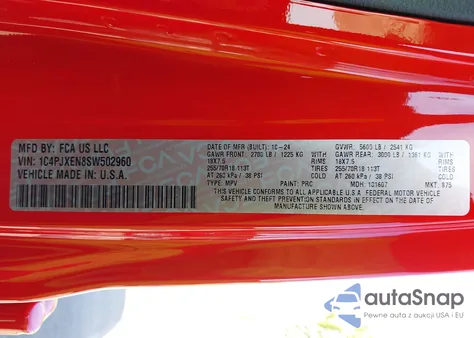 MFD BY: FCA US LLC
VIN: 1C4PJXEN8SW502960
VEHICLE MADE IN: U.S.A.
DATE OF MFR (BUILT): 10-24 GVWR: 5600 LB / 2541 KG
GAWR FRONT: 2700 LB / 1225 KG WITH GAWR REAR: 3000 LB / 1361 KG WITH
18X7.5 RIMS 18X7.5 RIMS
255/70R18 113T TIRES 255/70R18 113T TIRES
AT 260 kPa / 38 PSI COLD AT 260 kPa / 38 PSI COLD
TYPE: MPV PAINT: PRC MDH: 101607 MKT: 875
THIS VEHICLE CONFORMS TO ALL APPLICABLE U.S.A. FEDERAL MOTOR VEHICLE
SAFETY AND THEFT PREVENTION STANDARDS IN EFFECT ON THE DATE OF
MANUFACTURE SHOWN ABOVE.
autoSnap
Pewne auta z aukcji USA i EU